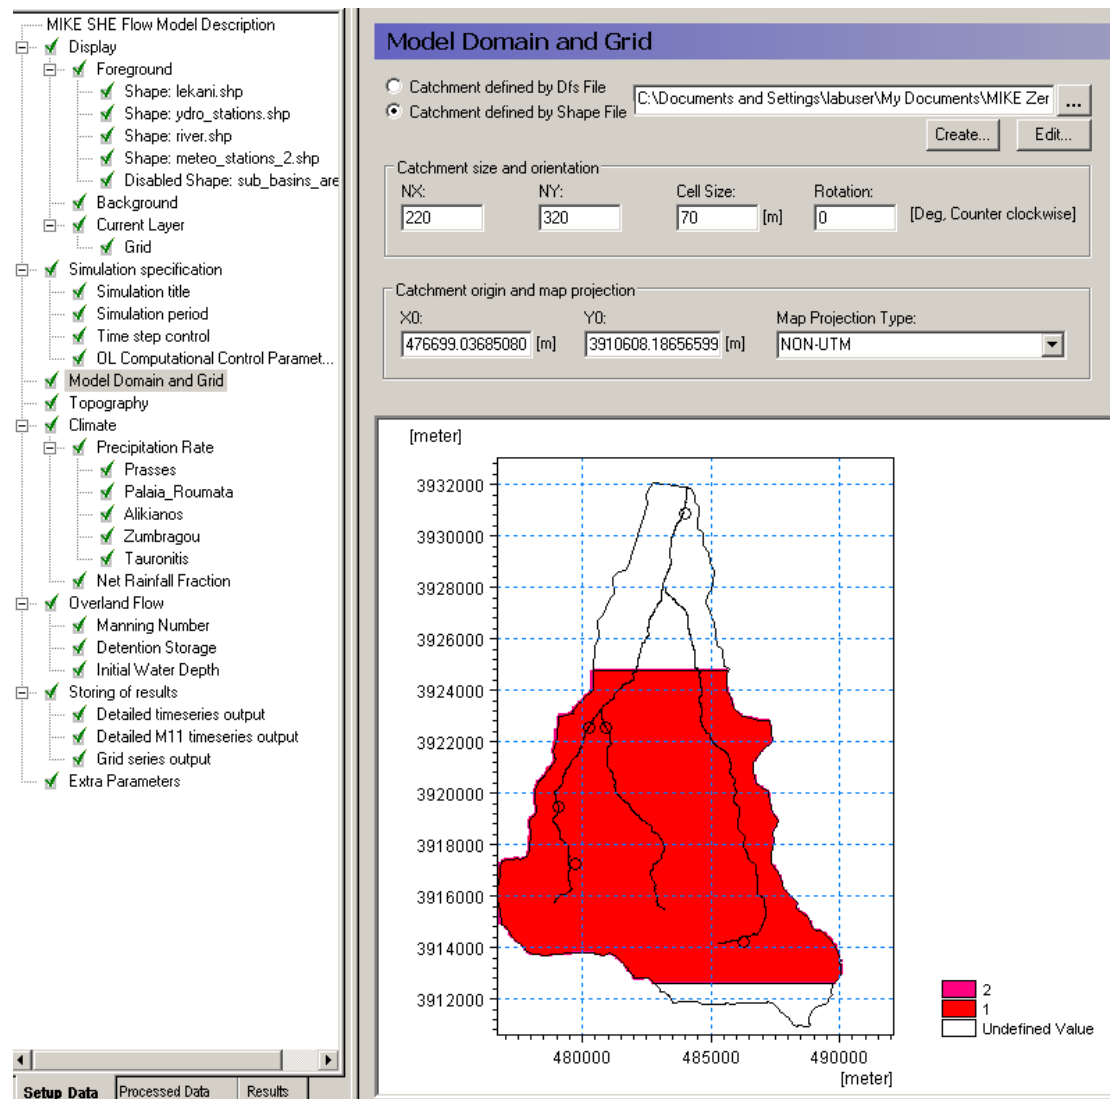 MIKE SHE Flow Model Description
Display
Foreground
Shape: lekani.shp
Shape: ydro_stations.shp
Shape: river.shp
Shape: meteo_stations_2.shp
Disabled Shape: sub_basins_are
Background
Current Layer
Grid
Simulation specification
Simulation title
Simulation period
Time step control
OL Computational Control Paramet...
Model Domain and Grid
Topography
Climate
Precipitation Rate
Prasses
Palaia_Roumata
Alikianos
Zumbragou
Tauronitis
Net Rainfall Fraction
Overland Flow
Manning Number
Detention Storage
Initial Water Depth
Storing of results
Detailed timeseries output
Detailed M11 timeseries output
Grid series output
Extra Parameters
Setup Data Processed Data Results
Model Domain and Grid
Catchment defined by Dfs File
Catchment defined by Shape File
C:\Documents and Settings\labuser\My Documents\MIKE Zer ...
Create... Edit...
Catchment size and orientation
NX: NY: Cell Size: Rotation:
220 320 70 [m] 0 [Deg, Counter clockwise]
Catchment origin and map projection
X0: Y0: Map Projection Type:
476699.03685080 [m] 3910608.18656599 [m] NON-UTM
[meter]
3932000
3930000
3928000
3926000
3924000
3922000
3920000
3918000
3916000
3914000
3912000
480000 485000 490000
[meter]
2
1
Undefined Value